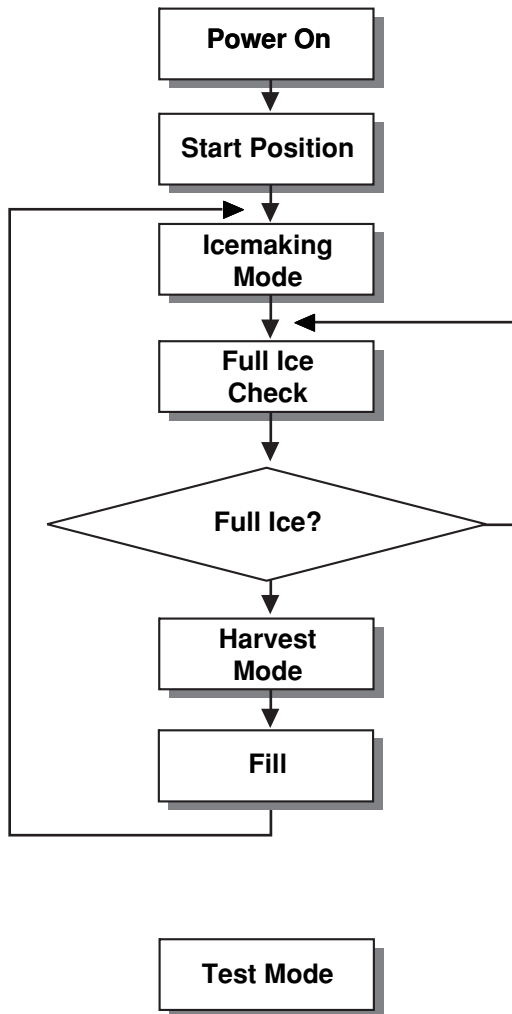 Power On
Start Position
Icemaking
Mode
Full Ice
Check
Full Ice?
Harvest
Mode
Fill
Test Mode